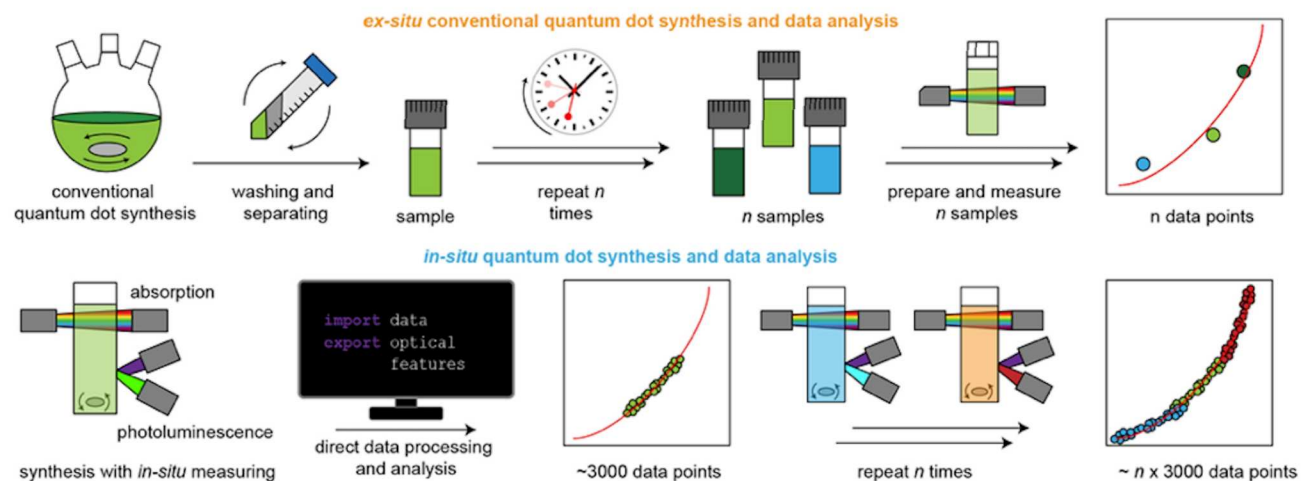 ex-situ conventional quantum dot synthesis and data analysis
conventional
quantum dot synthesis
washing and
separating
sample
repeat n
times
n samples
prepare and measure
n samples
n data points
in-situ quantum dot synthesis and data analysis
absorption
photoluminescence
synthesis with in-situ measuring
import data
export optical
features
direct data processing
and analysis
~3000 data points
repeat n times
~ n x 3000 data points